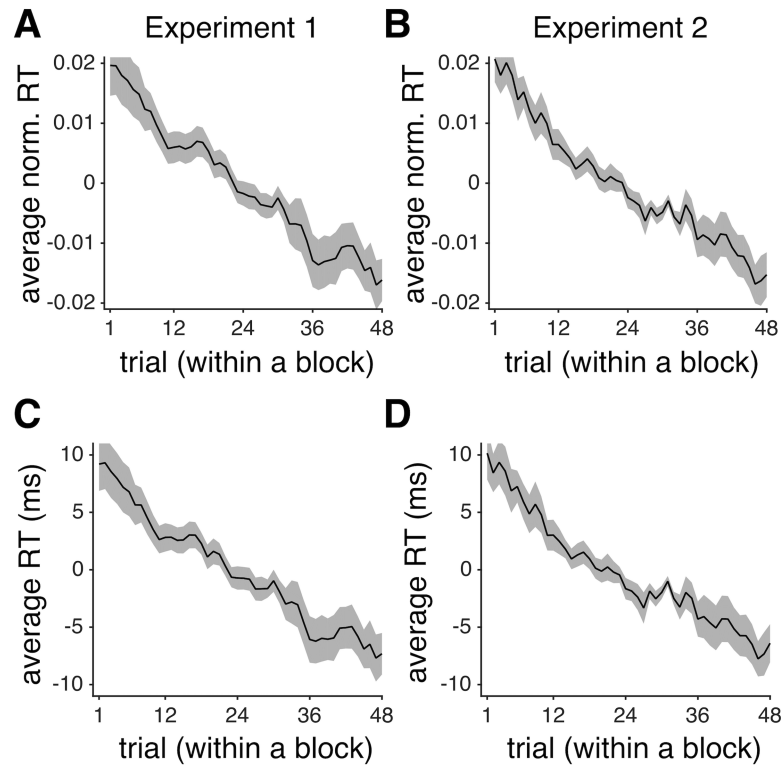 A Experiment 1
average norm. RT
0.02
0.01
0
-0.01
-0.02
1 12 24 36 48
trial (within a block)
B Experiment 2
average norm. RT
0.02
0.01
0
-0.01
-0.02
1 12 24 36 48
trial (within a block)
C
average RT (ms)
10
5
0
-5
-10
1 12 24 36 48
trial (within a block)
D
average RT (ms)
10
5
0
-5
-10
1 12 24 36 48
trial (within a block)